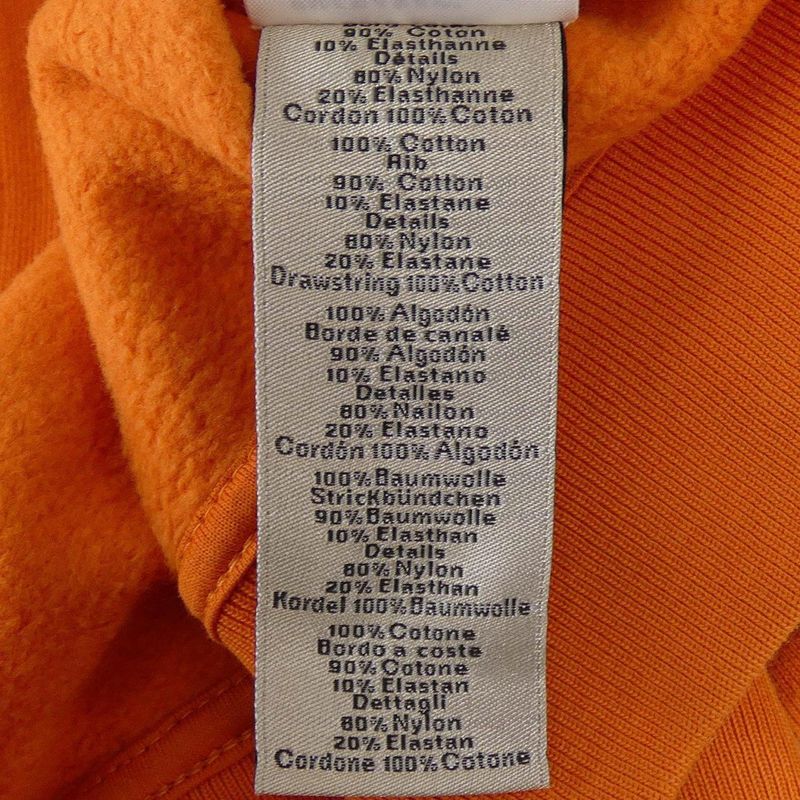 90% Coton
10% Elasthanne
Détails
80% Nylon
20% Elasthanne
Cordon 100% Coton
100% Cotton
Rib
90% Cotton
10% Elastane
Details
80% Nylon
20% Elastane
Drawstring 100% Cotton
100% Algodón
Borde de canalé
90% Algodón
10% Elastano
Detalles
80% Nailon
20% Elastano
Cordón 100% Algodón
100% Baumwolle
Strickbündchen
90% Baumwolle
10% Elasthan
Details
80% Nylon
20% Elasthan
Kordel 100% Baumwolle
100% Cotone
Bordo a coste
90% Cotone
10% Elastan
Dettagli
80% Nylon
20% Elastan
Cordone 100% Cotone